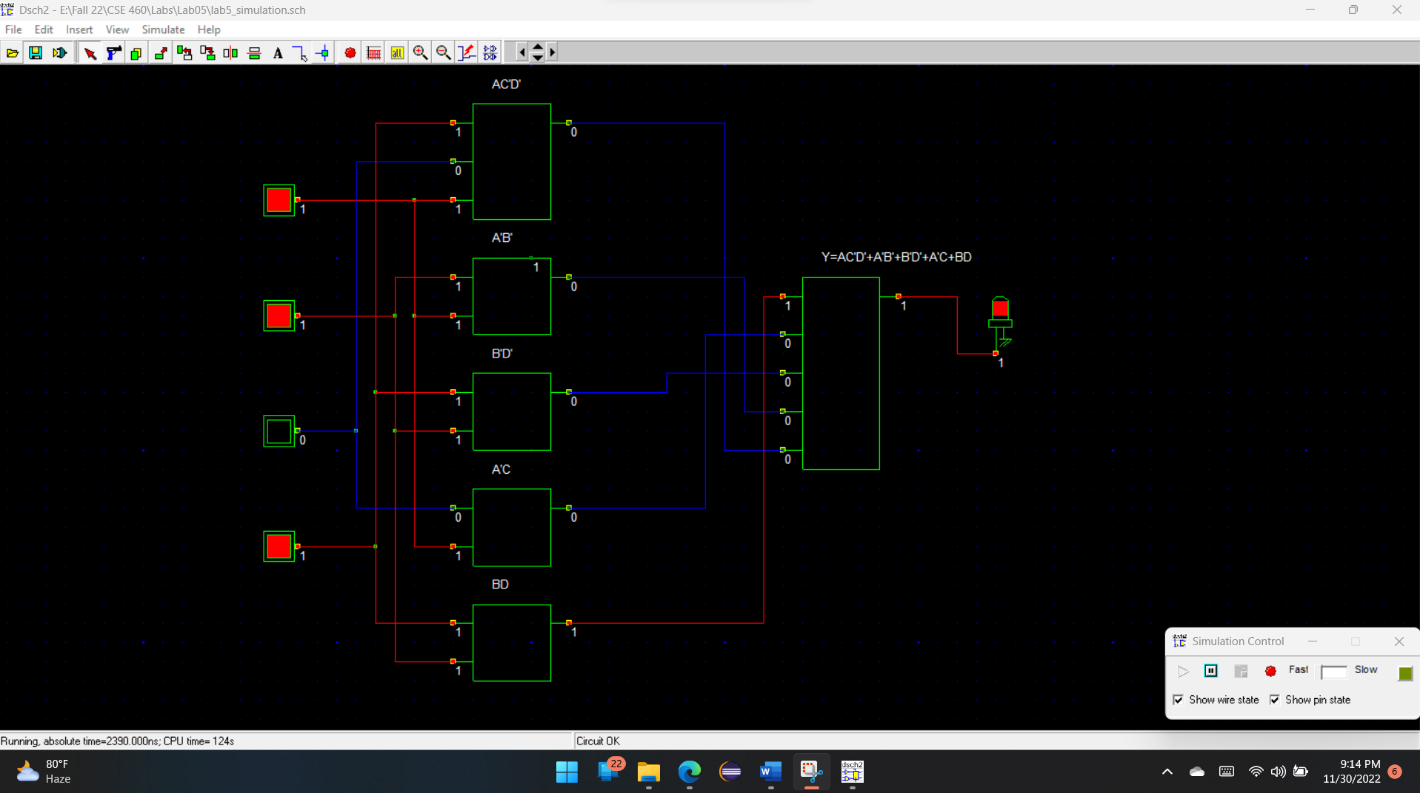 Dsch2 - E:\Fall 22\CSE 460\Labs\Lab05\lab5_simulation.sch
File Edit Insert View Simulate Help
A all
AC'D'
1 0
0
1
1
A'B'
1
1 0
1
1
B'D'
1 0
1
0
A'C
0 0
1
1
BD
1 1
1
Y=AC'D'+A'B'+B'D'+A'C+BD
1 1
0
1
0
0
0
Simulation Control
Fast Slow
Show wire state Show pin state
Running, absolute time=2390.000ns; CPU time= 124s Circuit OK
80°F
Haze
22
dsch2
9:14 PM
11/30/2022
6